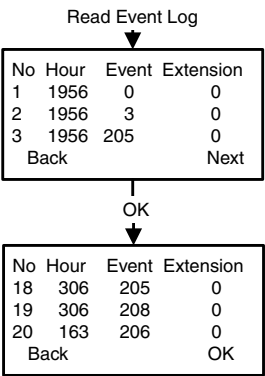 Read Event Log
No Hour Event Extension
1 1956 0 0
2 1956 3 0
3 1956 205 0
Back Next
OK
No Hour Event Extension
18 306 205 0
19 306 208 0
20 163 206 0
Back OK